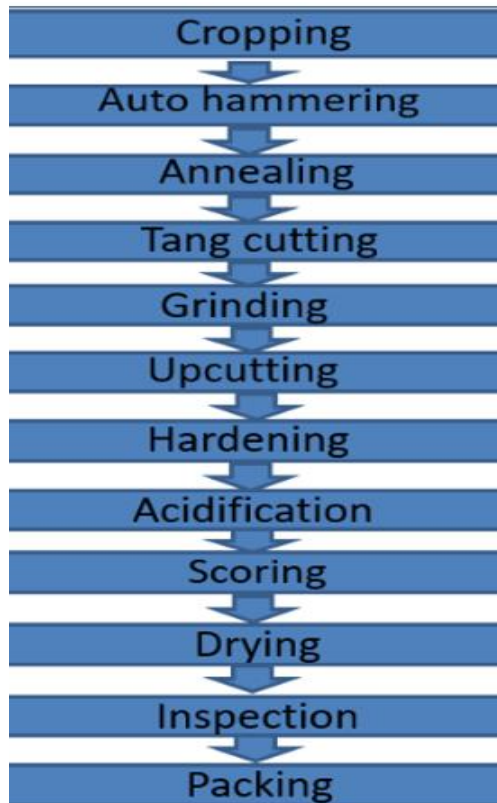 Cropping
Auto hammering
Annealing
Tang cutting
Grinding
Upcutting
Hardening
Acidification
Scoring
Drying
Inspection
Packing